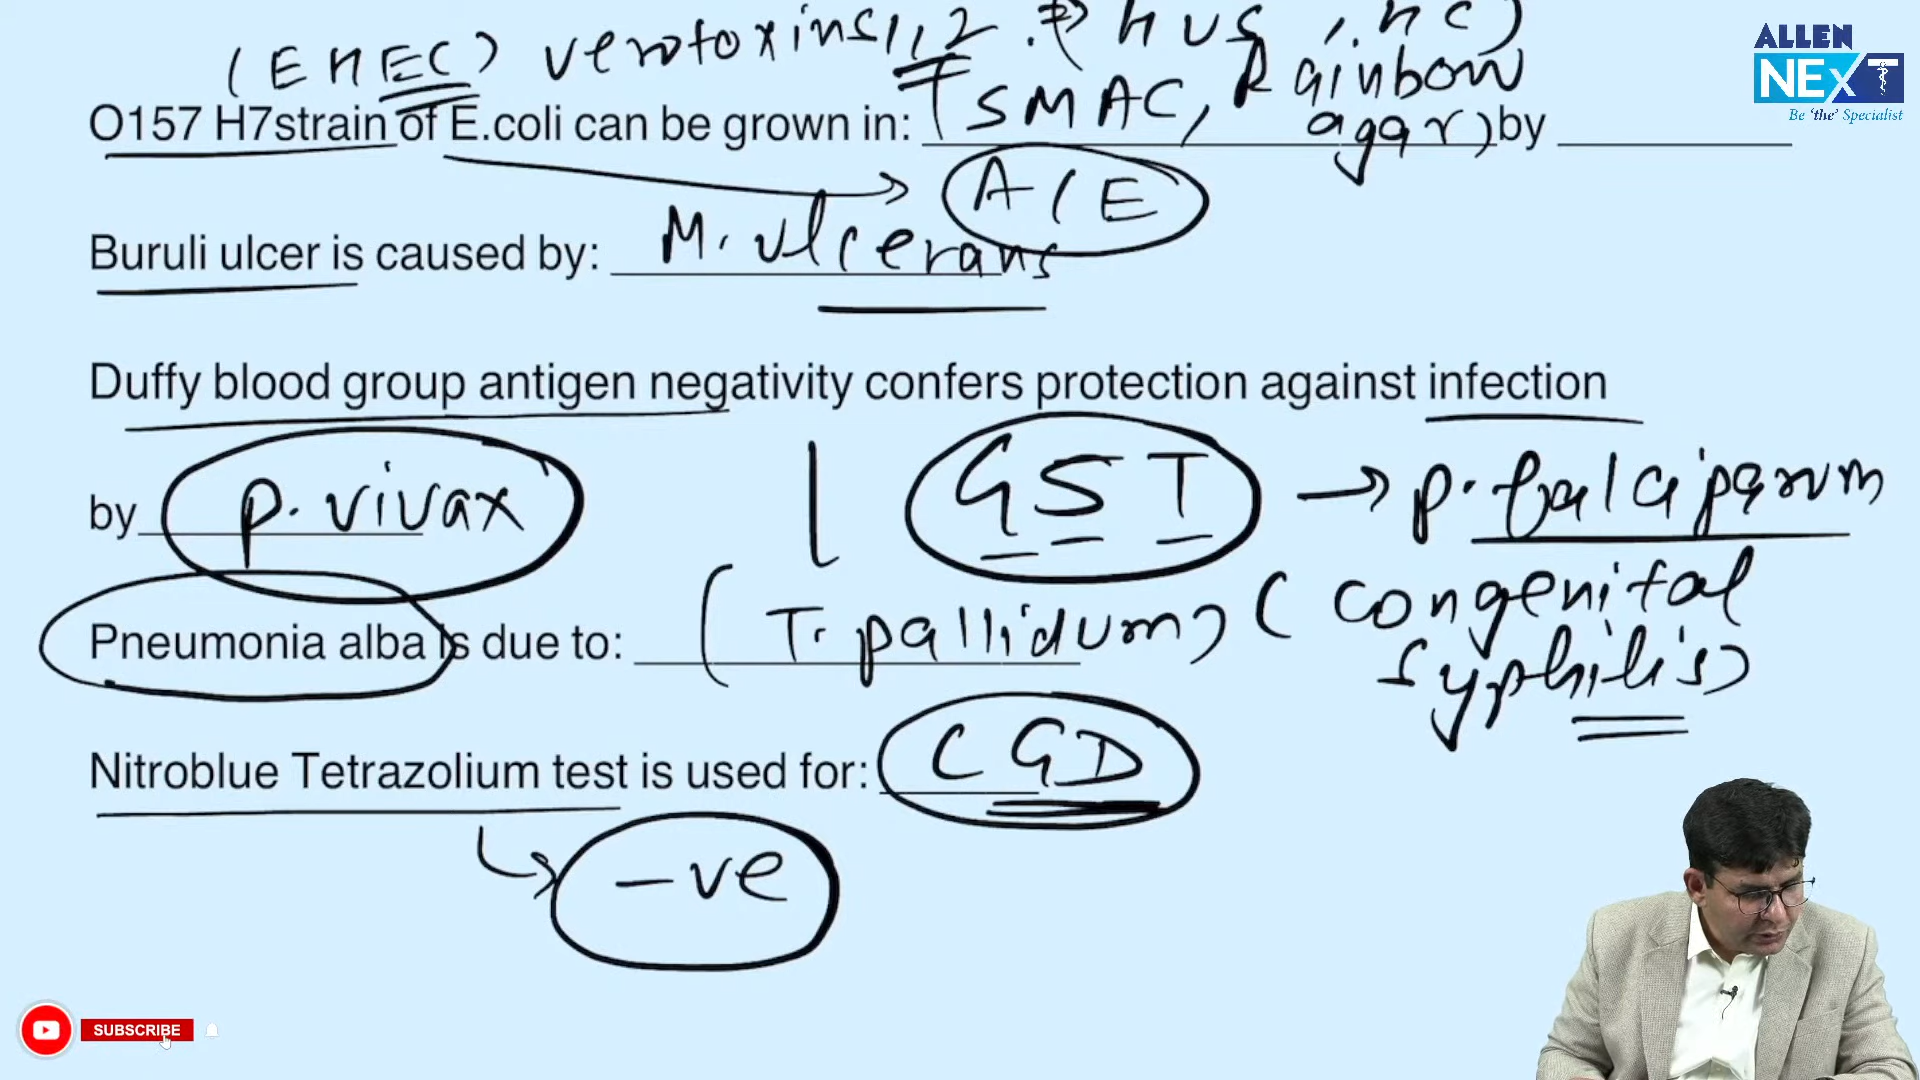 (EHEC) verotoxins 1,2 → HUS, HC)
ALLEN
NEXT
Be 'the' Specialist
O157 H7strain of E.coli can be grown in: TSMAC, Rainbow agar) by
A/E
Buruli ulcer is caused by: M. ulcerans
Duffy blood group antigen negativity confers protection against infection
by P. vivax | GST → P. falciparum
Pneumonia alba is due to: (T. pallidum) (congenital syphilis)
Nitroblue Tetrazolium test is used for: CGD
-ve
SUBSCRIBE